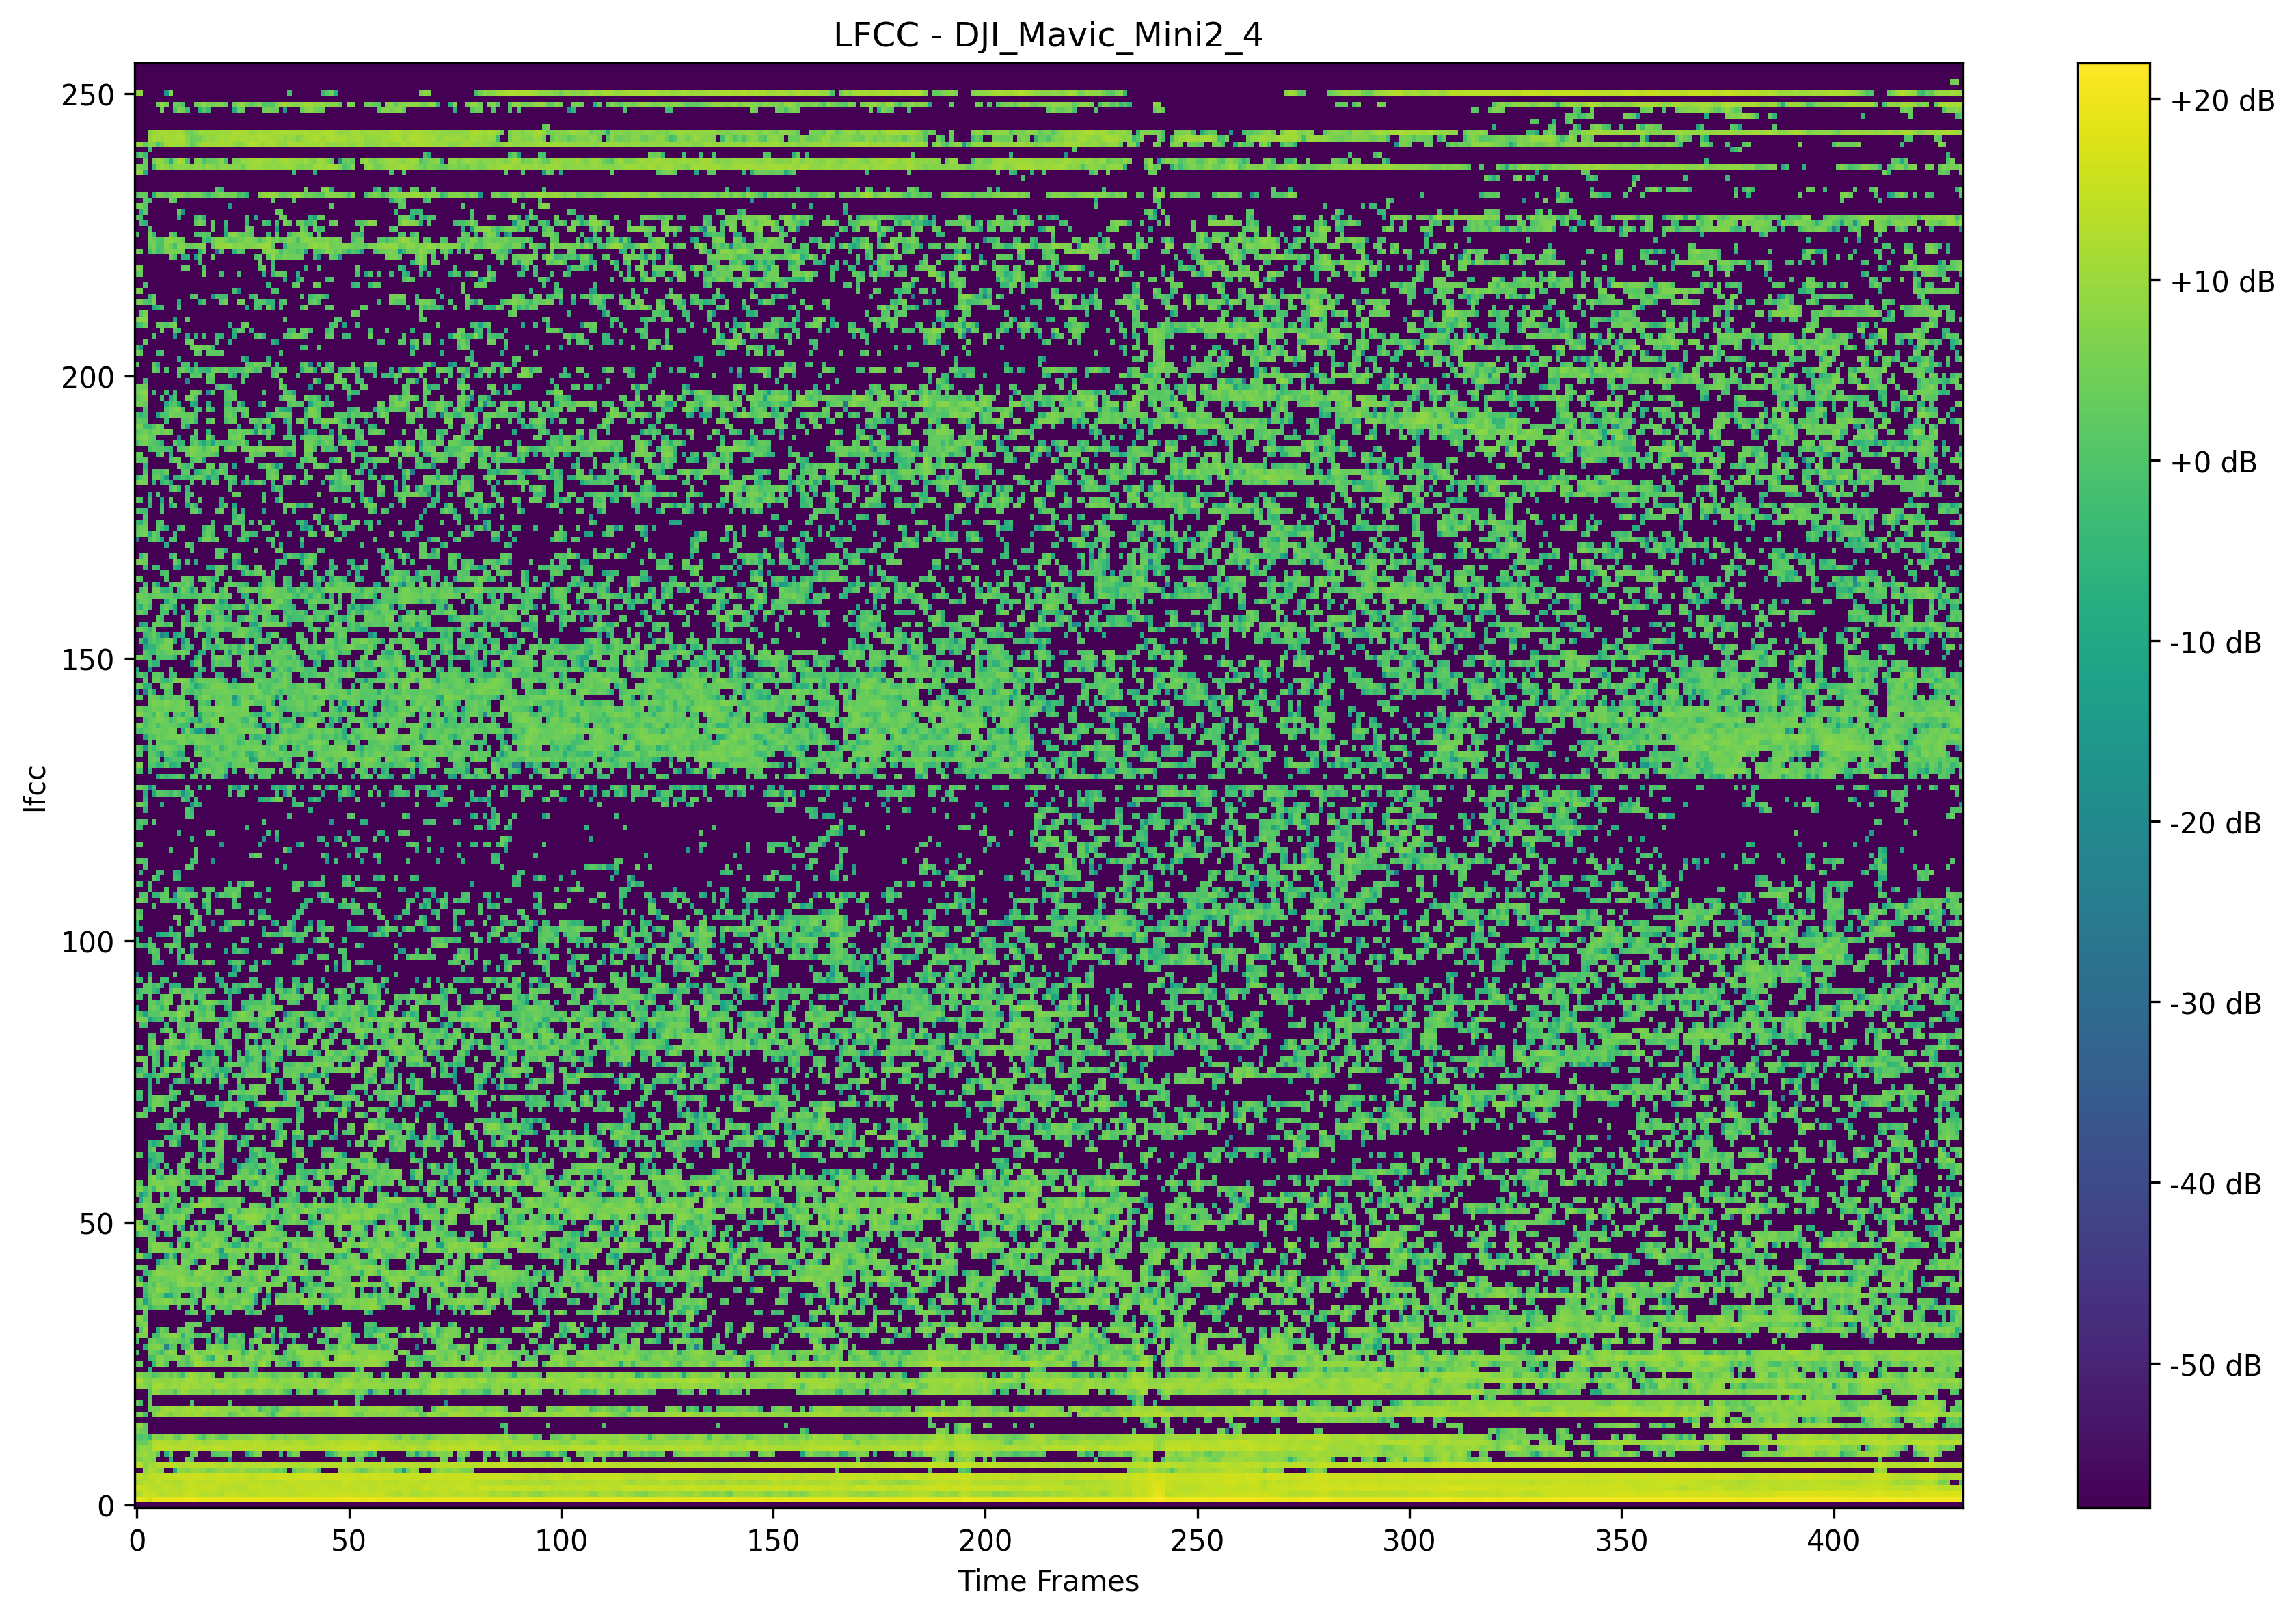 LFCC - DJI_Mavic_Mini2_4
250
200
150
100
50
0
lfcc
0 50 100 150 200 250 300 350 400
Time Frames
+20 dB
+10 dB
+0 dB
-10 dB
-20 dB
-30 dB
-40 dB
-50 dB